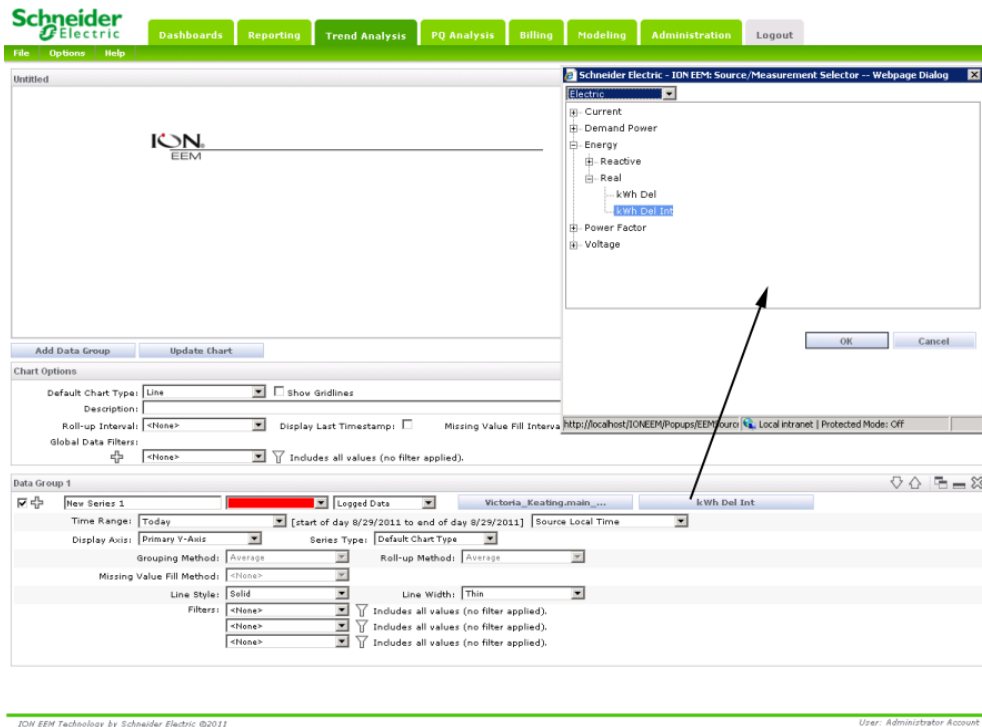 Schneider
Electric
Dashboards Reporting Trend Analysis PQ Analysis Billing Modeling Administration Logout
File Options Help
Untitled
ION®
EEM
Schneider Electric - ION EEM: Source/Measurement Selector -- Webpage Dialog
Electric
Current
Demand Power
Energy
Reactive
Real
kWh Del
kWh Del Int
Power Factor
Voltage
OK Cancel
http://localhost/IONEEM/Popups/EEMSourc Local intranet | Protected Mode: Off
Add Data Group Update Chart
Chart Options
Default Chart Type: Line Show Gridlines
Description:
Roll-up Interval: <None> Display Last Timestamp: Missing Value Fill Interva
Global Data Filters:
<None> Includes all values (no filter applied).
Data Group 1
New Series 1 Logged Data Victoria_Keating.main_... kWh Del Int
Time Range: Today [start of day 8/29/2011 to end of day 8/29/2011] Source Local Time
Display Axis: Primary Y-Axis Series Type: Default Chart Type
Grouping Method: Average Roll-up Method: Average
Missing Value Fill Method: <None>
Line Style: Solid Line Width: Thin
Filters: <None> Includes all values (no filter applied).
<None> Includes all values (no filter applied).
<None> Includes all values (no filter applied).
ION EEM Technology by Schneider Electric ©2011 User: Administrator Account